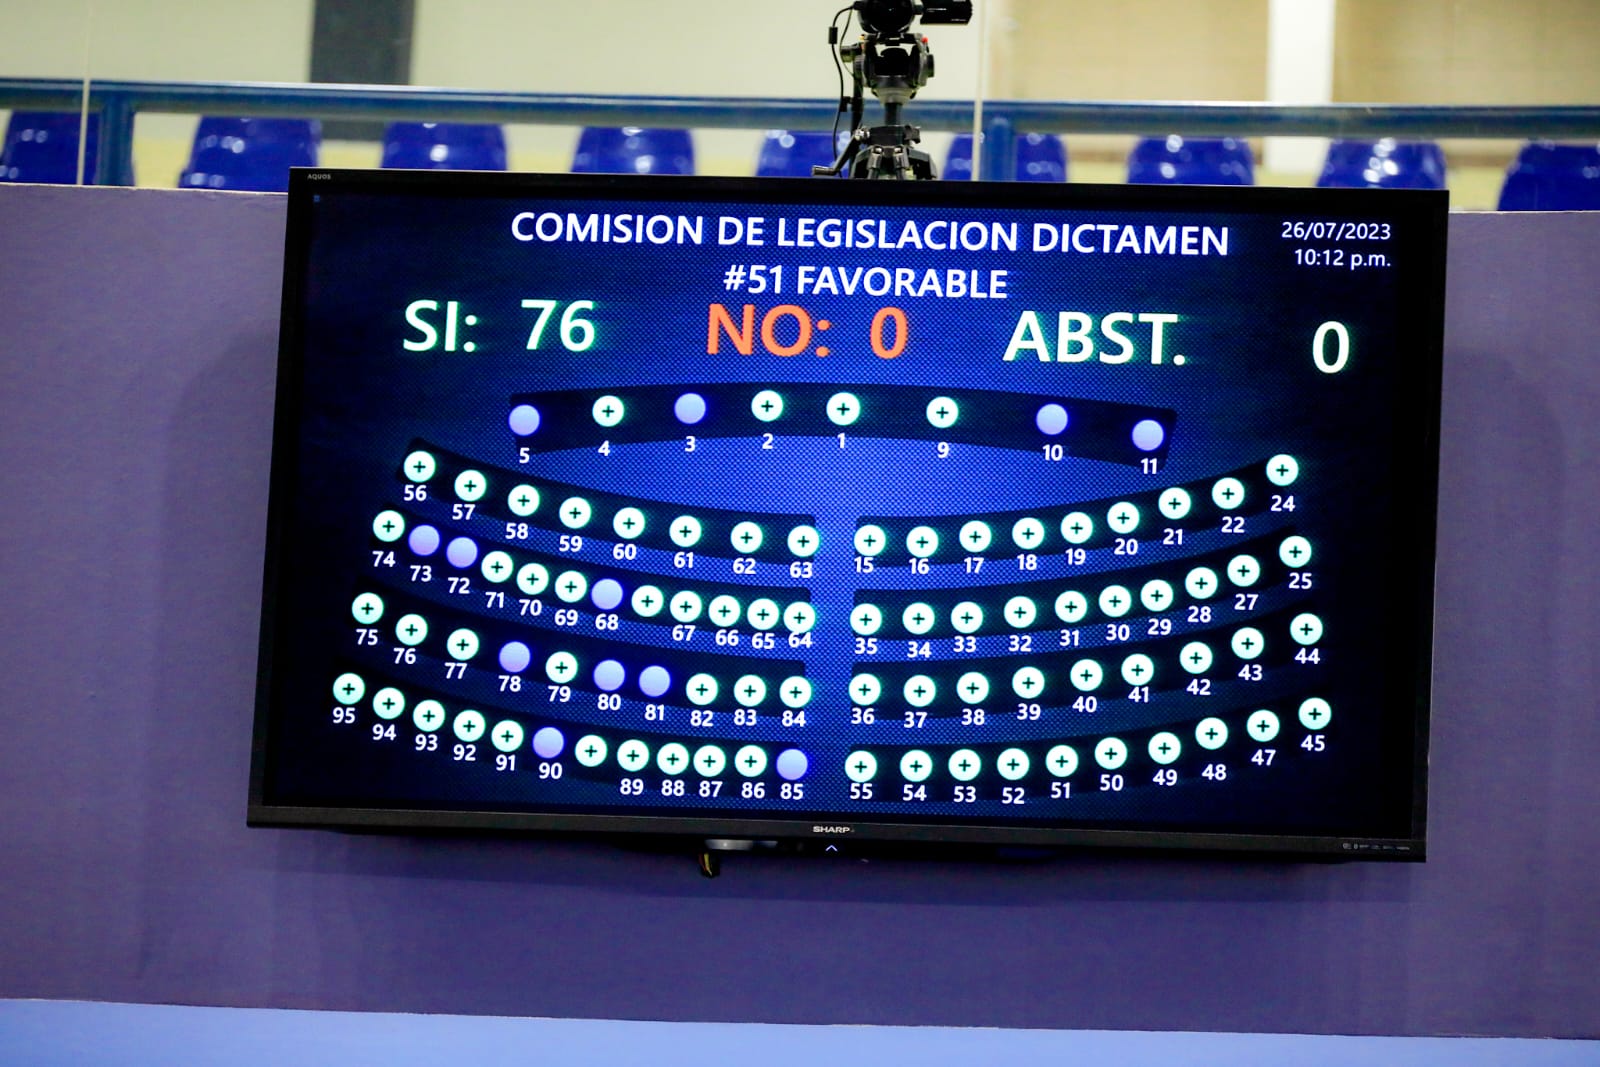 AQUOS
COMISION DE LEGISLACION DICTAMEN
#51 FAVORABLE
26/07/2023
10:12 p.m.
SI: 76 NO: 0 ABST. 0
5 4 3 2 1 9 10 11
56 57 58 59 60 61 62 63 15 16 17 18 19 20 21 22 24
74 73 72 71 70 69 68 67 66 65 64 35 34 33 32 31 30 29 28 27 25
75 76 77 78 79 80 81 82 83 84 36 37 38 39 40 41 42 43 44
95 94 93 92 91 90 89 88 87 86 85 55 54 53 52 51 50 49 48 47 45
SHARP